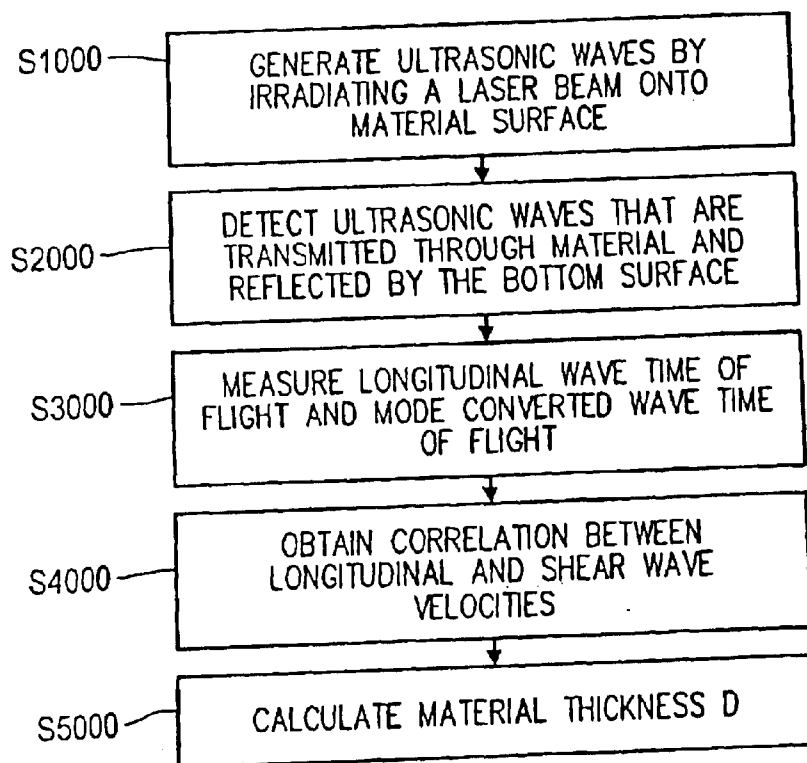 S1000
GENERATE ULTRASONIC WAVES BY
IRRADIATING A LASER BEAM ONTO
MATERIAL SURFACE
S2000
DETECT ULTRASONIC WAVES THAT ARE
TRANSMITTED THROUGH MATERIAL AND
REFLECTED BY THE BOTTOM SURFACE
S3000
MEASURE LONGITUDINAL WAVE TIME OF
FLIGHT AND MODE CONVERTED WAVE TIME
OF FLIGHT
S4000
OBTAIN CORRELATION BETWEEN
LONGITUDINAL AND SHEAR WAVE
VELOCITIES
S5000
CALCULATE MATERIAL THICKNESS D